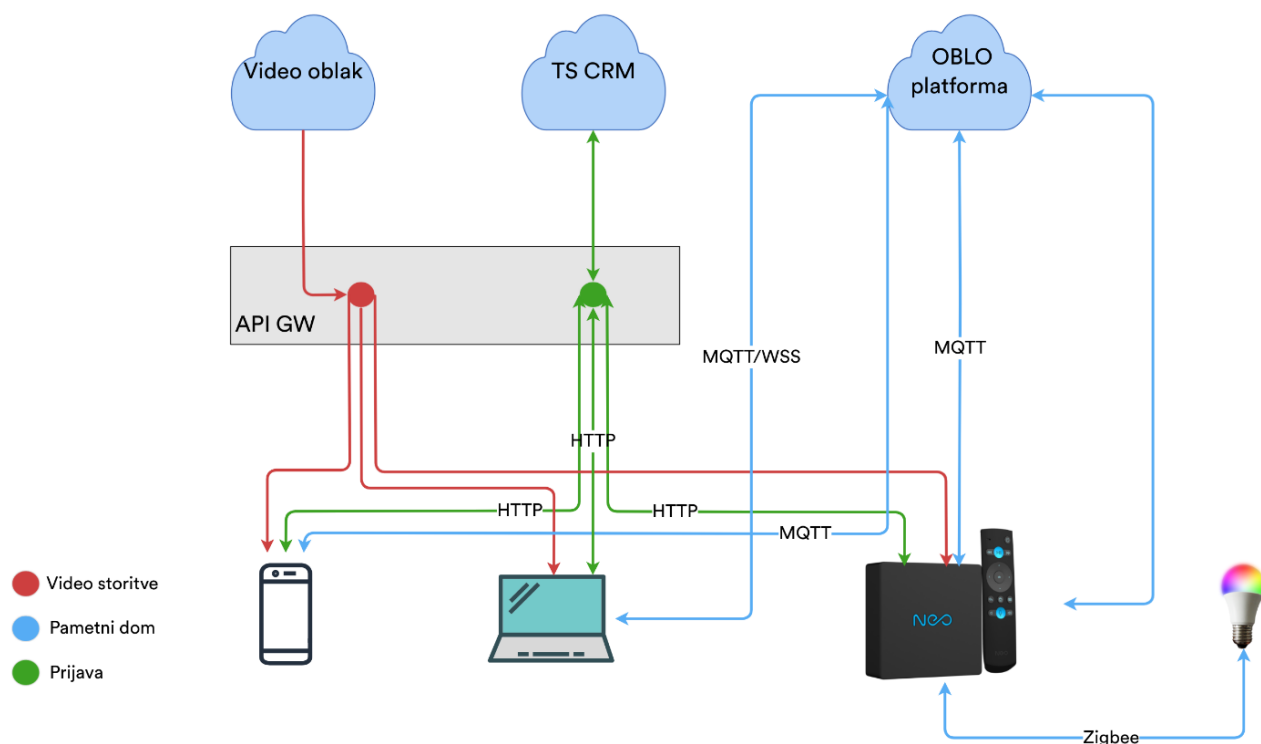 Video oblak
TS CRM
OBLO
platforma
API GW
MQTT/WSS
MQTT
HTTP
HTTP
HTTP
MQTT
Video storitve
Pametni dom
Prijava
NEO
Zigbee